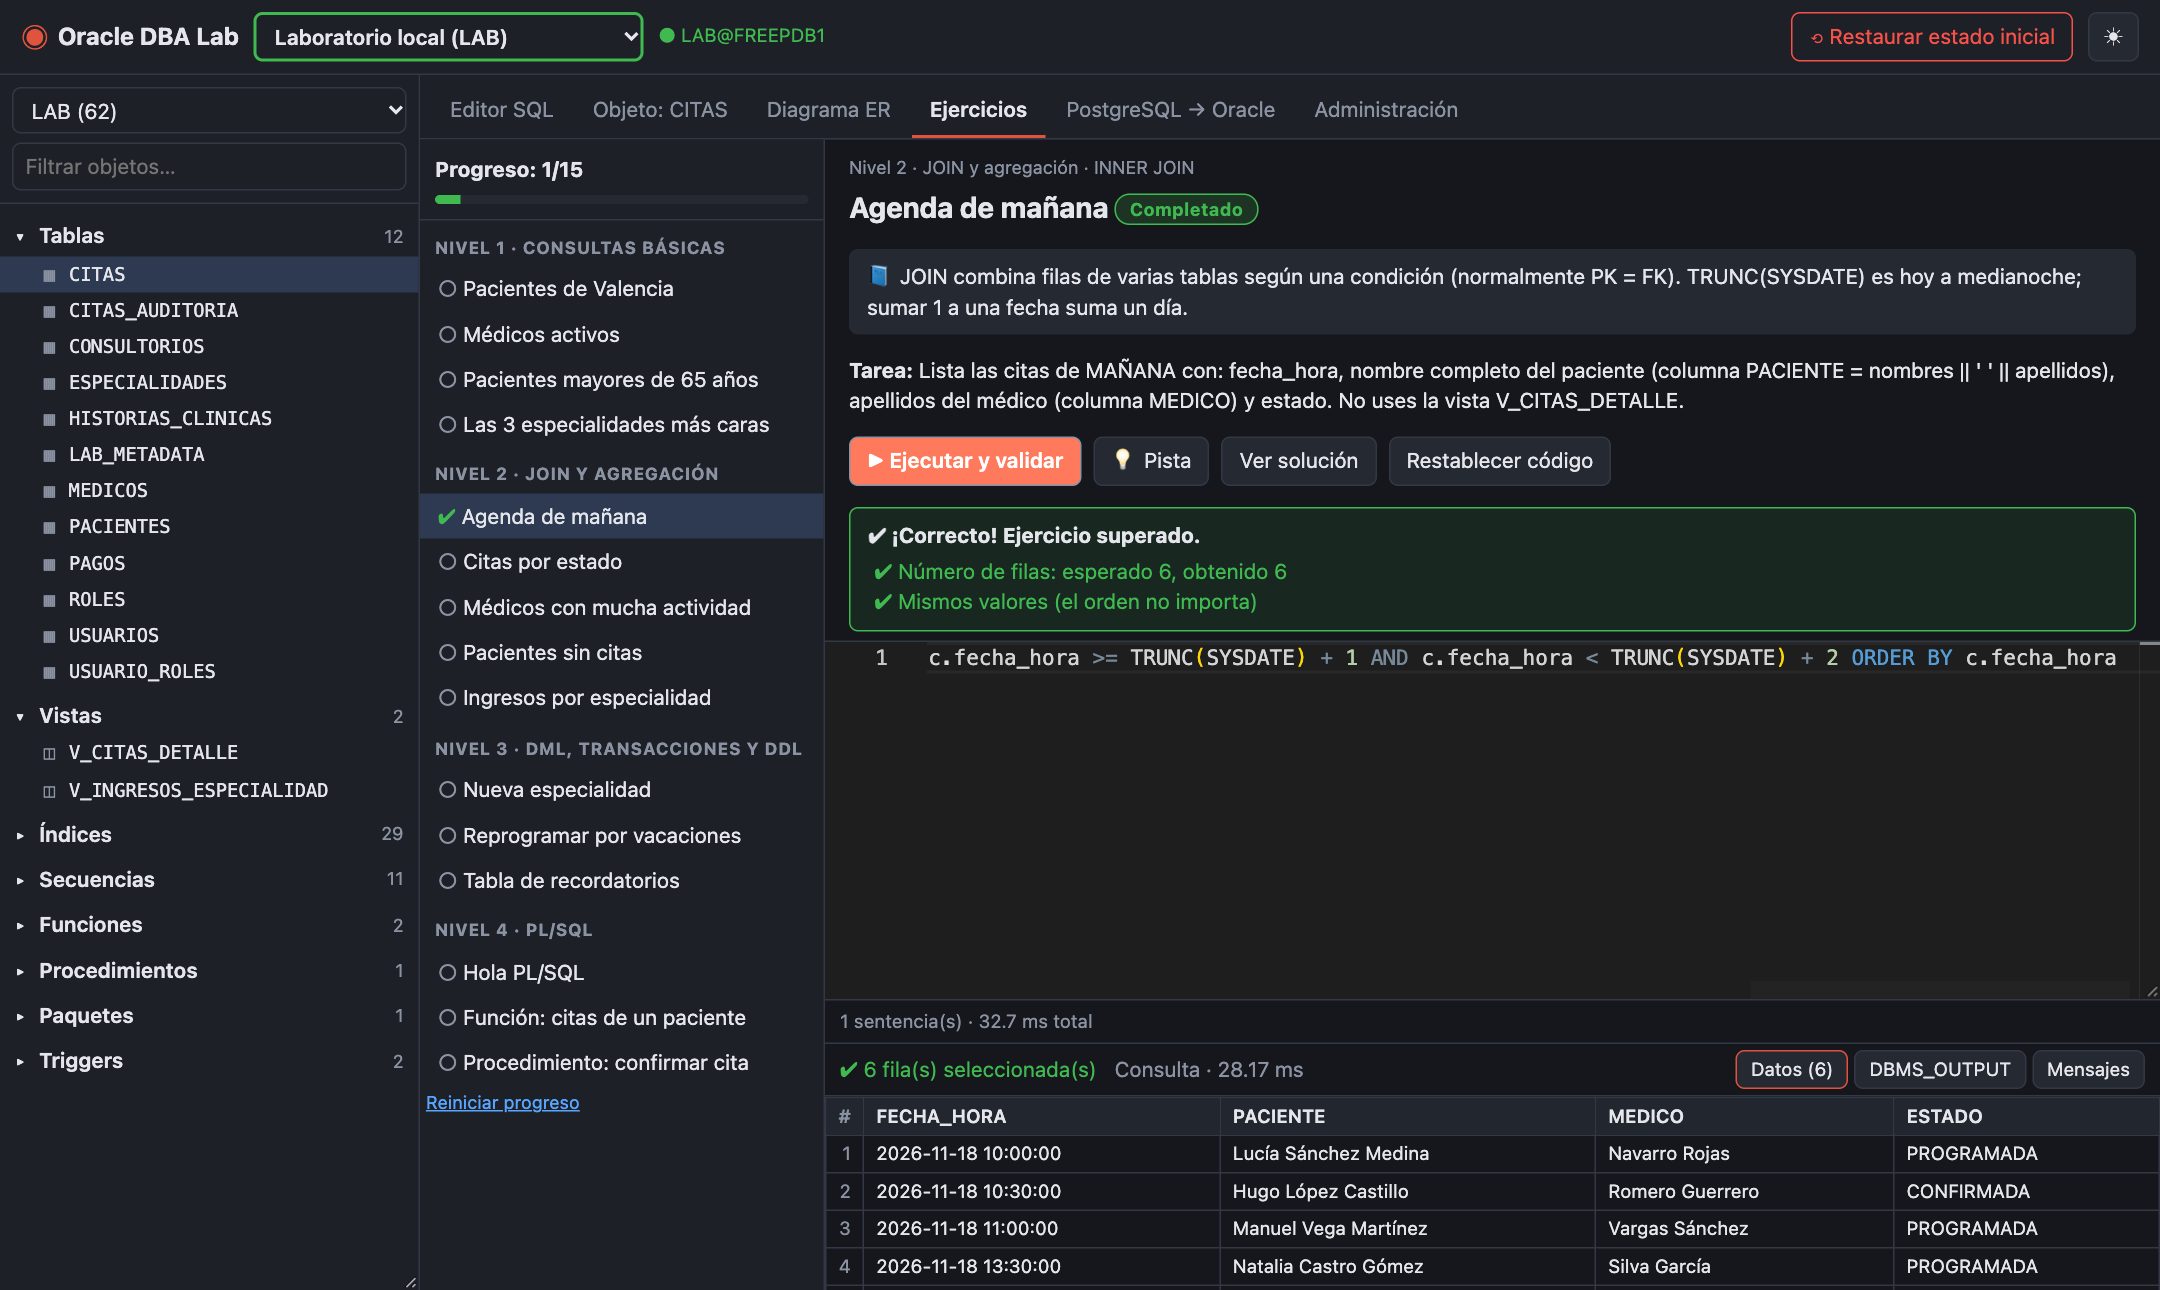 Oracle DBA Lab
Laboratorio local (LAB)
LAB@FREEPDB1
Restaurar estado inicial
LAB (62)
Filtrar objetos...
Tablas 12
CITAS
CITAS_AUDITORIA
CONSULTORIOS
ESPECIALIDADES
HISTORIAS_CLINICAS
LAB_METADATA
MEDICOS
PACIENTES
PAGOS
ROLES
USUARIOS
USUARIO_ROLES
Vistas 2
V_CITAS_DETALLE
V_INGRESOS_ESPECIALIDAD
Índices 29
Secuencias 11
Funciones 2
Procedimientos 1
Paquetes 1
Triggers 2
Editor SQL
Objeto: CITAS
Diagrama ER
Ejercicios
PostgreSQL → Oracle
Administración
Progreso: 1/15
NIVEL 1 · CONSULTAS BÁSICAS
Pacientes de Valencia
Médicos activos
Pacientes mayores de 65 años
Las 3 especialidades más caras
NIVEL 2 · JOIN Y AGREGACIÓN
✔ Agenda de mañana
Citas por estado
Médicos con mucha actividad
Pacientes sin citas
Ingresos por especialidad
NIVEL 3 · DML, TRANSACCIONES Y DDL
Nueva especialidad
Reprogramar por vacaciones
Tabla de recordatorios
NIVEL 4 · PL/SQL
Hola PL/SQL
Función: citas de un paciente
Procedimiento: confirmar cita
Reiniciar progreso
Nivel 2 · JOIN y agregación · INNER JOIN
Agenda de mañana Completado
JOIN combina filas de varias tablas según una condición (normalmente PK = FK). TRUNC(SYSDATE) es hoy a medianoche;
sumar 1 a una fecha suma un día.
Tarea: Lista las citas de MAÑANA con: fecha_hora, nombre completo del paciente (columna PACIENTE = nombres || ' ' || apellidos),
apellidos del médico (columna MEDICO) y estado. No uses la vista V_CITAS_DETALLE.
▶ Ejecutar y validar
Pista
Ver solución
Restablecer código
✔ ¡Correcto! Ejercicio superado.
✔ Número de filas: esperado 6, obtenido 6
✔ Mismos valores (el orden no importa)
1 c.fecha_hora >= TRUNC(SYSDATE) + 1 AND c.fecha_hora < TRUNC(SYSDATE) + 2 ORDER BY c.fecha_hora
1 sentencia(s) · 32.7 ms total
✔ 6 fila(s) seleccionada(s) Consulta · 28.17 ms
Datos (6)
DBMS_OUTPUT
Mensajes
# FECHA_HORA PACIENTE MEDICO ESTADO
1 2026-11-18 10:00:00 Lucía Sánchez Medina Navarro Rojas PROGRAMADA
2 2026-11-18 10:30:00 Hugo López Castillo Romero Guerrero CONFIRMADA
3 2026-11-18 11:00:00 Manuel Vega Martínez Vargas Sánchez PROGRAMADA
4 2026-11-18 13:30:00 Natalia Castro Gómez Silva García PROGRAMADA